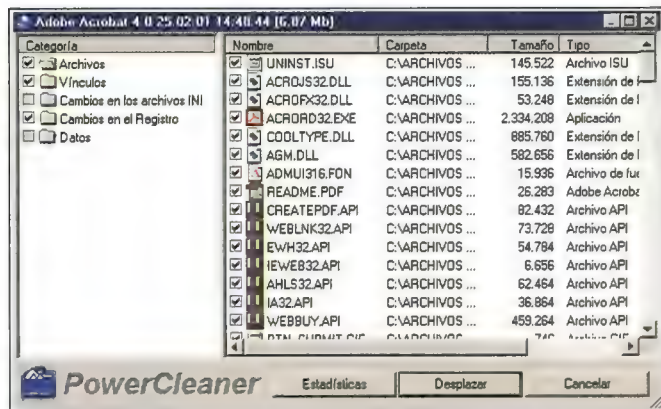 Adobe Acrobat 4.0 25.02.01 14:48.44 (6,07 Mb)
Categoría
Archivos
Vínculos
Cambios en los archivos INI
Cambios en el Registro
Datos
Nombre Carpeta Tamaño Tipo
UNINST.ISU C:\ARCHIVOS ... 145.522 Archivo ISU
ACROJS32.DLL C:\ARCHIVOS ... 155.136 Extensión de
ACROFX32.DLL C:\ARCHIVOS ... 53.248 Extensión de
ACRORD32.EXE C:\ARCHIVOS ... 2.334.208 Aplicación
COOLTYPE.DLL C:\ARCHIVOS ... 885.760 Extensión de
AGM.DLL C:\ARCHIVOS ... 582.656 Extensión de
ADMUI316.FON C:\ARCHIVOS ... 15.936 Archivo de fue
README.PDF C:\ARCHIVOS ... 26.283 Adobe Acroba
CREATEPDF.API C:\ARCHIVOS ... 82.432 Archivo API
WEBLNK32.API C:\ARCHIVOS ... 73.728 Archivo API
EWH32.API C:\ARCHIVOS ... 54.784 Archivo API
IEWEB32.API C:\ARCHIVOS ... 6.656 Archivo API
AHLS32.API C:\ARCHIVOS ... 62.464 Archivo API
IA32.API C:\ARCHIVOS ... 36.864 Archivo API
WEBBUY.API C:\ARCHIVOS ... 459.264 Archivo API
PowerCleaner
Estadísticas Desplazar Cancelar